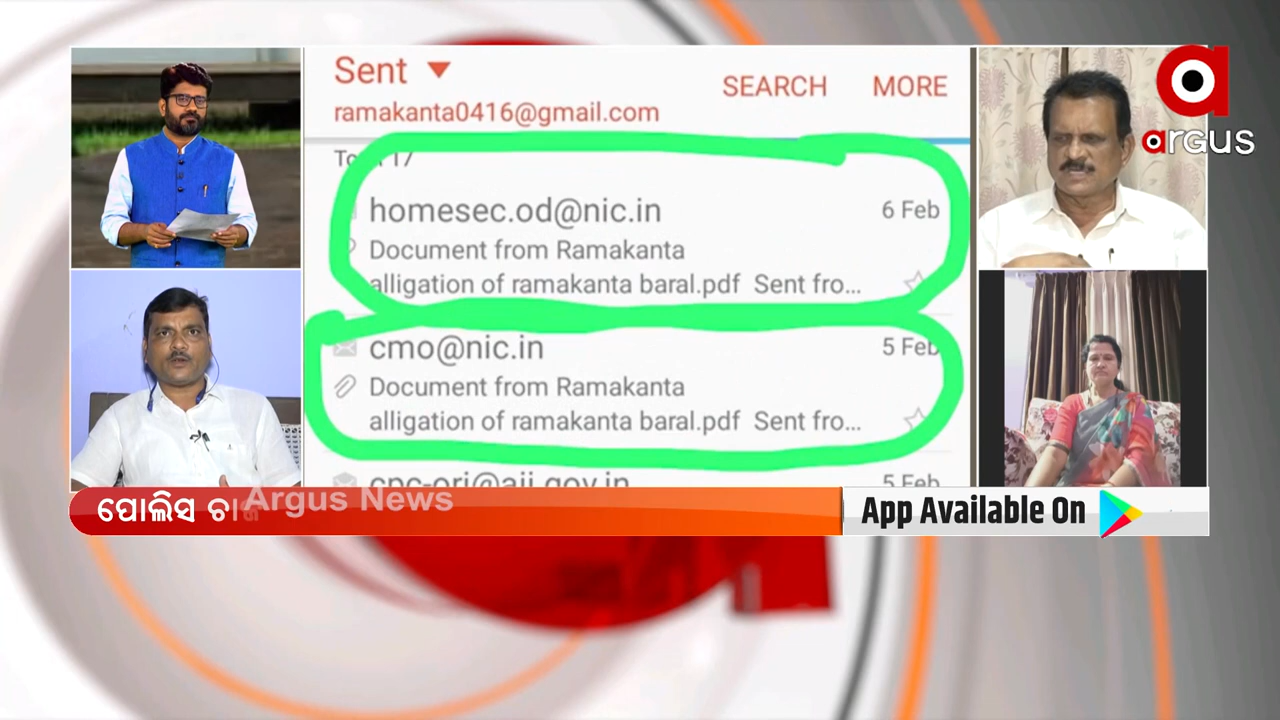 Sent
SEARCH MORE
ramakanta0416@gmail.com
homesec.od@nic.in 6 Feb
Document from Ramakanta
alligation of ramakanta baral.pdf Sent fro...
cmo@nic.in 5 Feb
Document from Ramakanta
alligation of ramakanta baral.pdf Sent fro...
5 Feb
argus
ପୋଲିସ
Argus News
App Available On